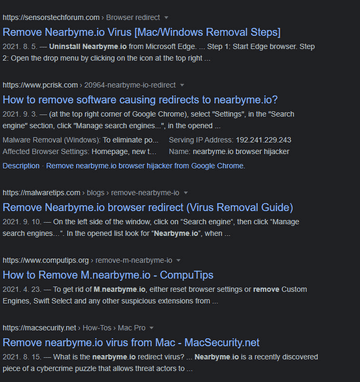 https://sensorstechforum.com › Browser redirect
Remove Nearbyme.io Virus [Mac/Windows Removal Steps]
2021. 8. 5. — Uninstall Nearbyme.io from Microsoft Edge. ... Step 1: Start Edge browser. Step
2: Open the drop menu by clicking on the icon at the top right ...
https://www.pcrisk.com › 20964-nearbyme-io-redirect
How to remove software causing redirects to nearbyme.io?
2021. 9. 3. — (at the top right corner of Google Chrome), select "Settings", in the "Search
engine" section, click "Manage search engines...", in the opened ...
Malware Removal (Windows): To eliminate po... Serving IP Address: 192.241.229.243
Affected Browser Settings: Homepage, new t... Name: nearbyme.io browser hijacker
Description · Remove nearbyme.io browser hijacker from Google Chrome.
https://malwaretips.com › blogs › remove-nearbyme-io
Remove Nearbyme.io browser redirect (Virus Removal Guide)
2021. 9. 10. — On the left side of the window, click on "Search engine", then click "Manage
search engines...". In the opened list look for "Nearbyme.io", when ...
https://www.computips.org › remove-m-nearbyme-io
How to Remove M.nearbyme.io - CompuTips
2021. 4. 23. — To get rid of M.nearbyme.io, either reset browser settings or remove Custom
Engines, Swift Select and any other suspicious extensions from ...
https://macsecurity.net › How-Tos › Mac Pro
Remove nearbyme.io virus from Mac - MacSecurity.net
2021. 8. 15. — What is the nearbyme.io redirect virus? ... Nearbyme.io is a recently discovered
piece of a cybercrime puzzle that allows threat actors to ...